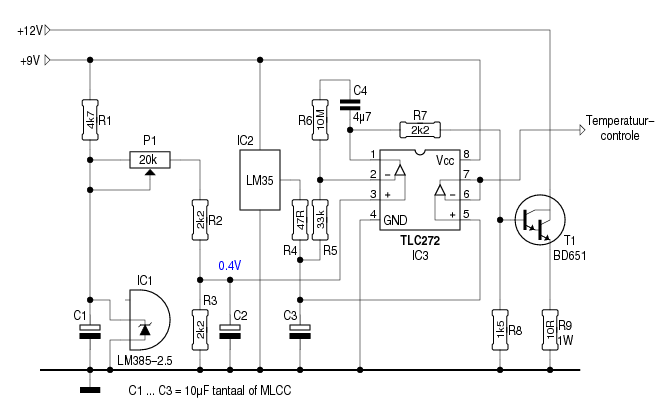 +12V
+9V
R1
4k7
P1
20k
IC2
LM35
R6
10M
C4
4µ7
R7
2k2
Temperatuur-
controle
1
2
3
4
-
+
GND
Vcc
8
7
6
5
-
+
TLC272
IC3
R2
2k2
47R
R4
33k
R5
0.4V
T1
BD651
IC1
C1
LM385-2.5
R3
2k2
C2
C3
1k5
R8
10R
R9
1W
C1 ... C3 = 10µF tantaal of MLCC